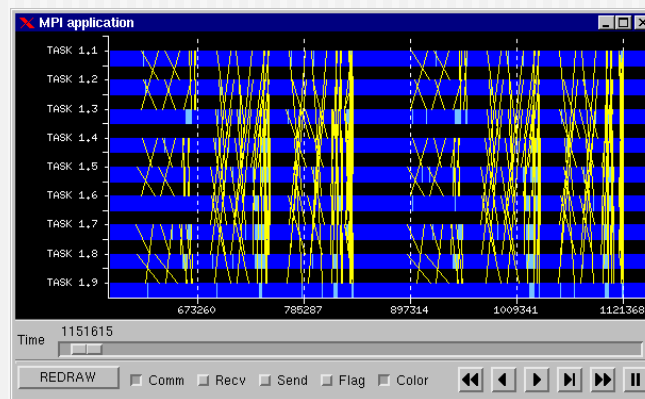 MPI application
TASK 1.1
TASK 1.2
TASK 1.3
TASK 1.4
TASK 1.5
TASK 1.6
TASK 1.7
TASK 1.8
TASK 1.9
673260 785287 897314 1009341 1121368
1151615
Time
REDRAW Comm Recv Send Flag Color